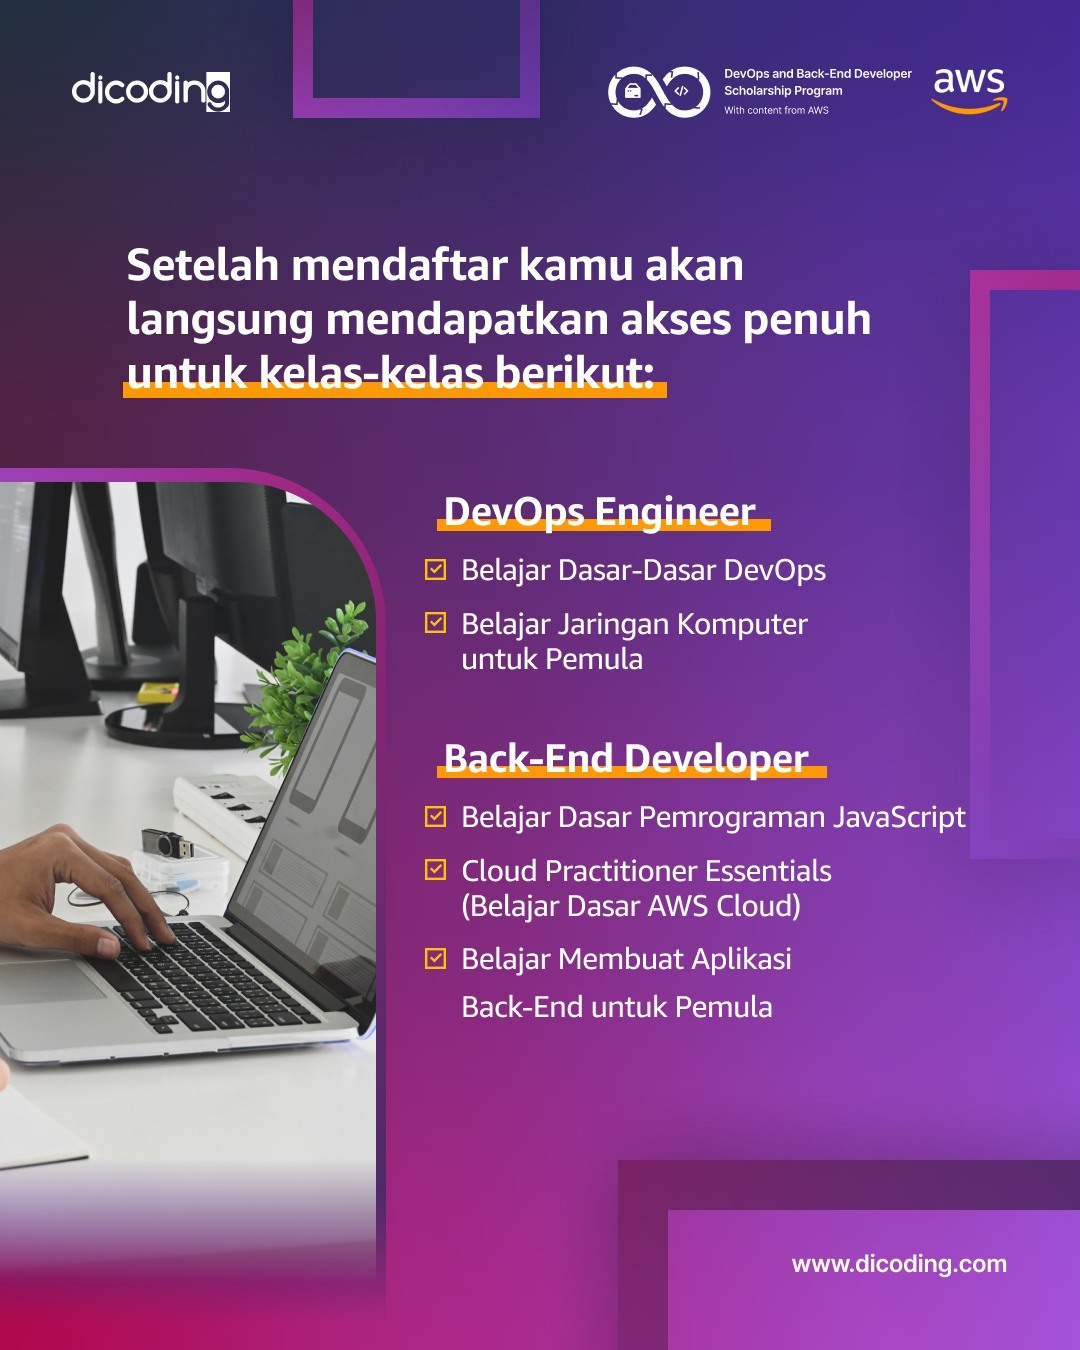 dicoding
DevOps and Back-End Developer
Scholarship Program
With content from AWS
aws
Setelah mendaftar kamu akan
langsung mendapatkan akses penuh
untuk kelas-kelas berikut:
DevOps Engineer
Belajar Dasar-Dasar DevOps
Belajar Jaringan Komputer
untuk Pemula
Back-End Developer
Belajar Dasar Pemrograman JavaScript
Cloud Practitioner Essentials
(Belajar Dasar AWS Cloud)
Belajar Membuat Aplikasi
Back-End untuk Pemula
www.dicoding.com